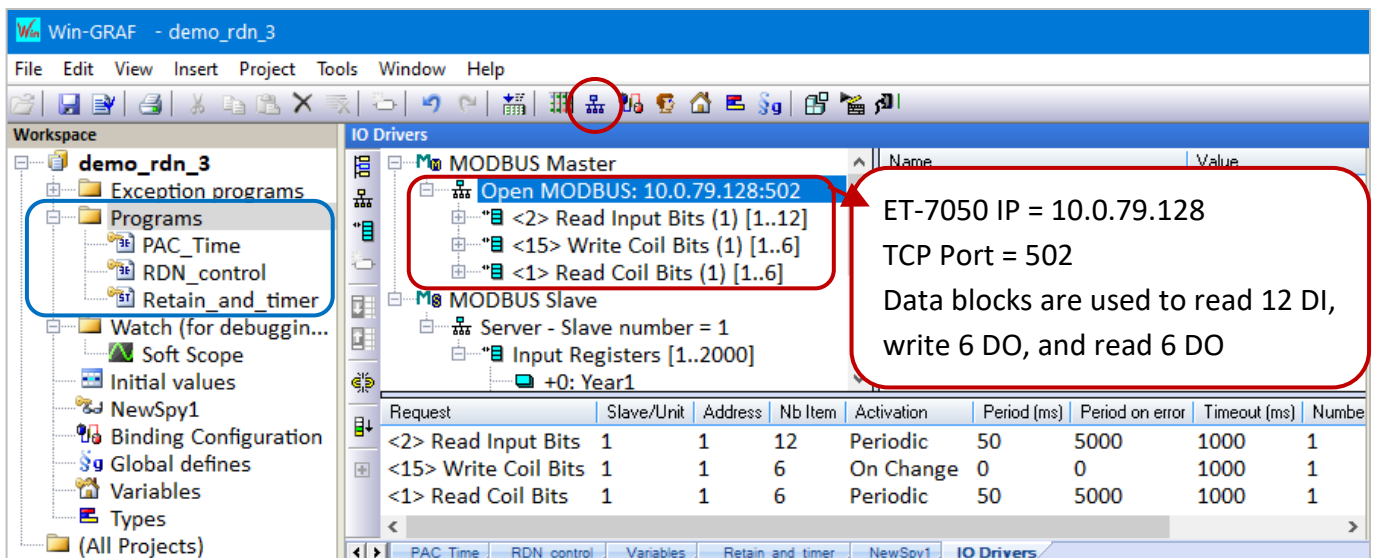 Win-GRAF - demo_rdn_3
File Edit View Insert Project Tools Window Help
Workspace
demo_rdn_3
Exception programs
Programs
PAC_Time
RDN_control
Retain_and_timer
Watch (for debuggin...
Soft Scope
Initial values
NewSpy1
Binding Configuration
Global defines
Variables
Types
(All Projects)
IO Drivers
MODBUS Master
Open MODBUS: 10.0.79.128:502
<2> Read Input Bits (1) [1..12]
<15> Write Coil Bits (1) [1..6]
<1> Read Coil Bits (1) [1..6]
MODBUS Slave
Server - Slave number = 1
Input Registers [1..2000]
+0: Year1
Name Value
ET-7050 IP = 10.0.79.128
TCP Port = 502
Data blocks are used to read 12 DI,
write 6 DO, and read 6 DO
Request Slave/Unit Address Nb Item Activation Period (ms) Period on error Timeout (ms) Numbe
<2> Read Input Bits 1 1 12 Periodic 50 5000 1000 1
<15> Write Coil Bits 1 1 6 On Change 0 0 1000 1
<1> Read Coil Bits 1 1 6 Periodic 50 5000 1000 1
PAC_Time RDN_control Variables Retain_and_timer NewSpy1 IO Drivers